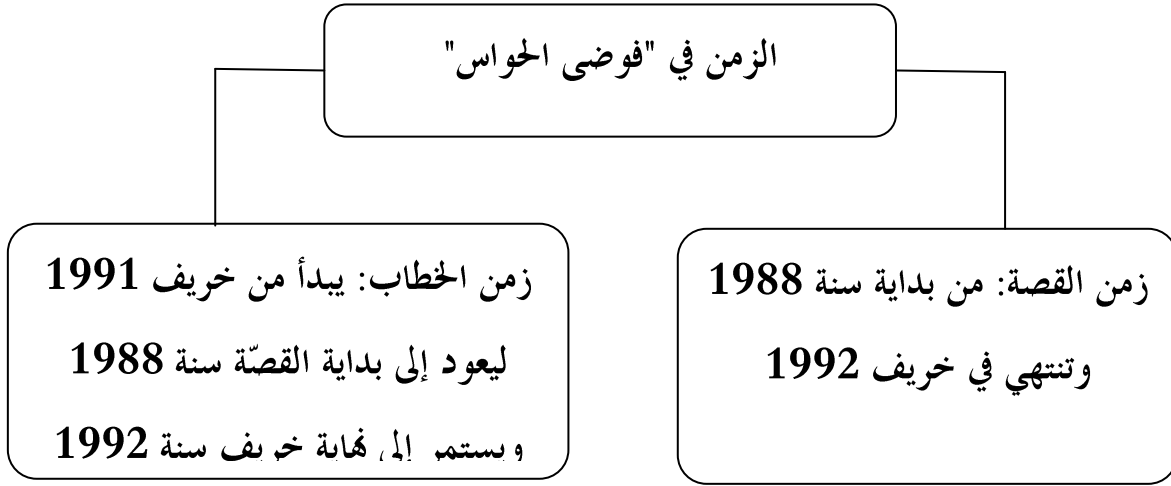 الزمن في "فوضى الحواس"
زمن القصة: من بداية سنة 1988
وتنتهي في خريف 1992
زمن الخطاب: يبدأ من خريف 1991
ليعود إلى بداية القصّة سنة 1988
ويستمر إلى نهاية خريف سنة 1992